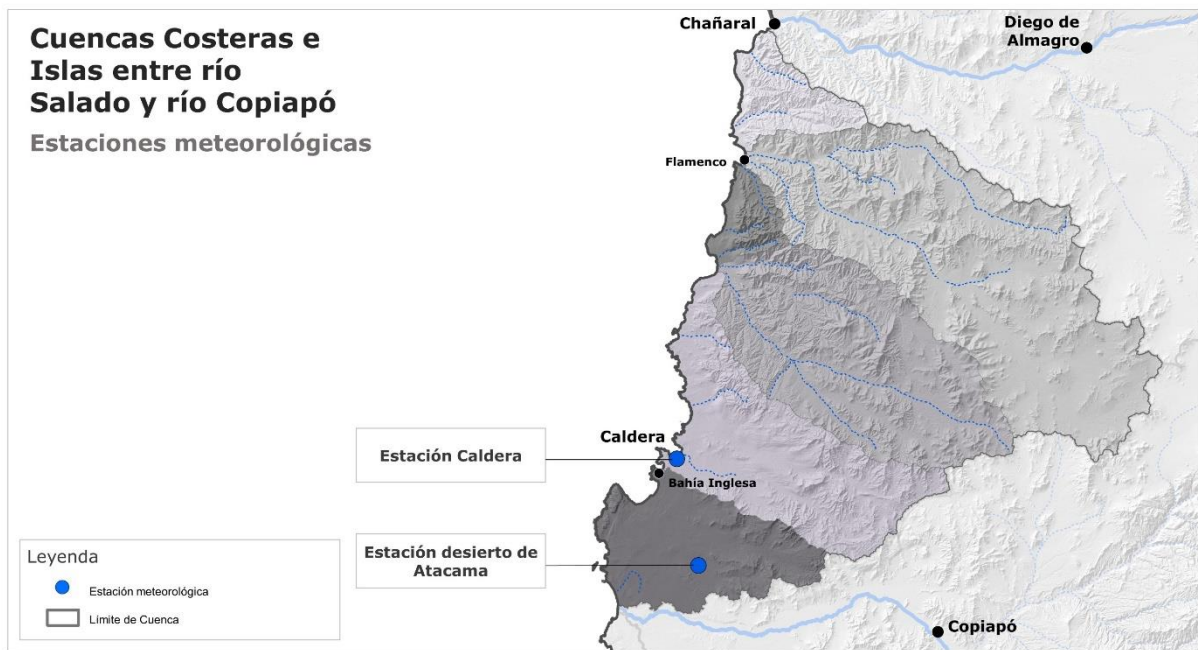 Cuencas Costeras e
Islas entre río
Salado y río Copiapó
Estaciones meteorológicas
Chañaral
Diego de
Almagro
Flamenco
Caldera
Estación Caldera
Bahía Inglesa
Estación desierto de
Atacama
Leyenda
Estación meteorológica
Límite de Cuenca
Copiapó